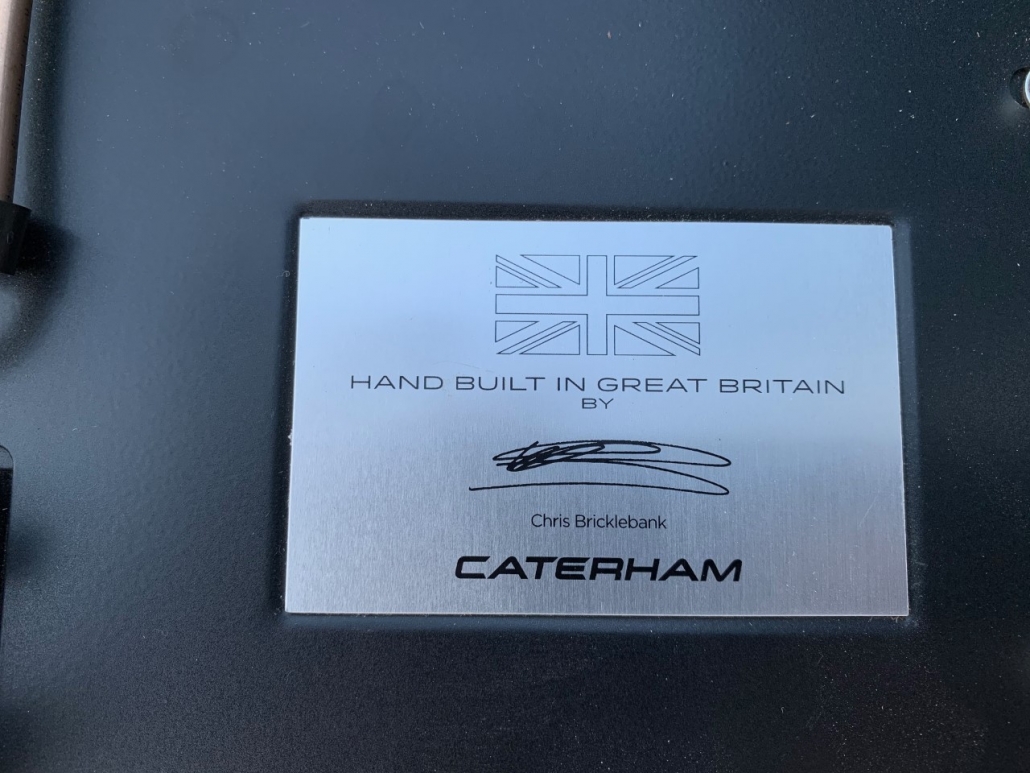 HAND BUILT IN GREAT BRITAIN
BY
Chris Bricklebank
CATERHAM